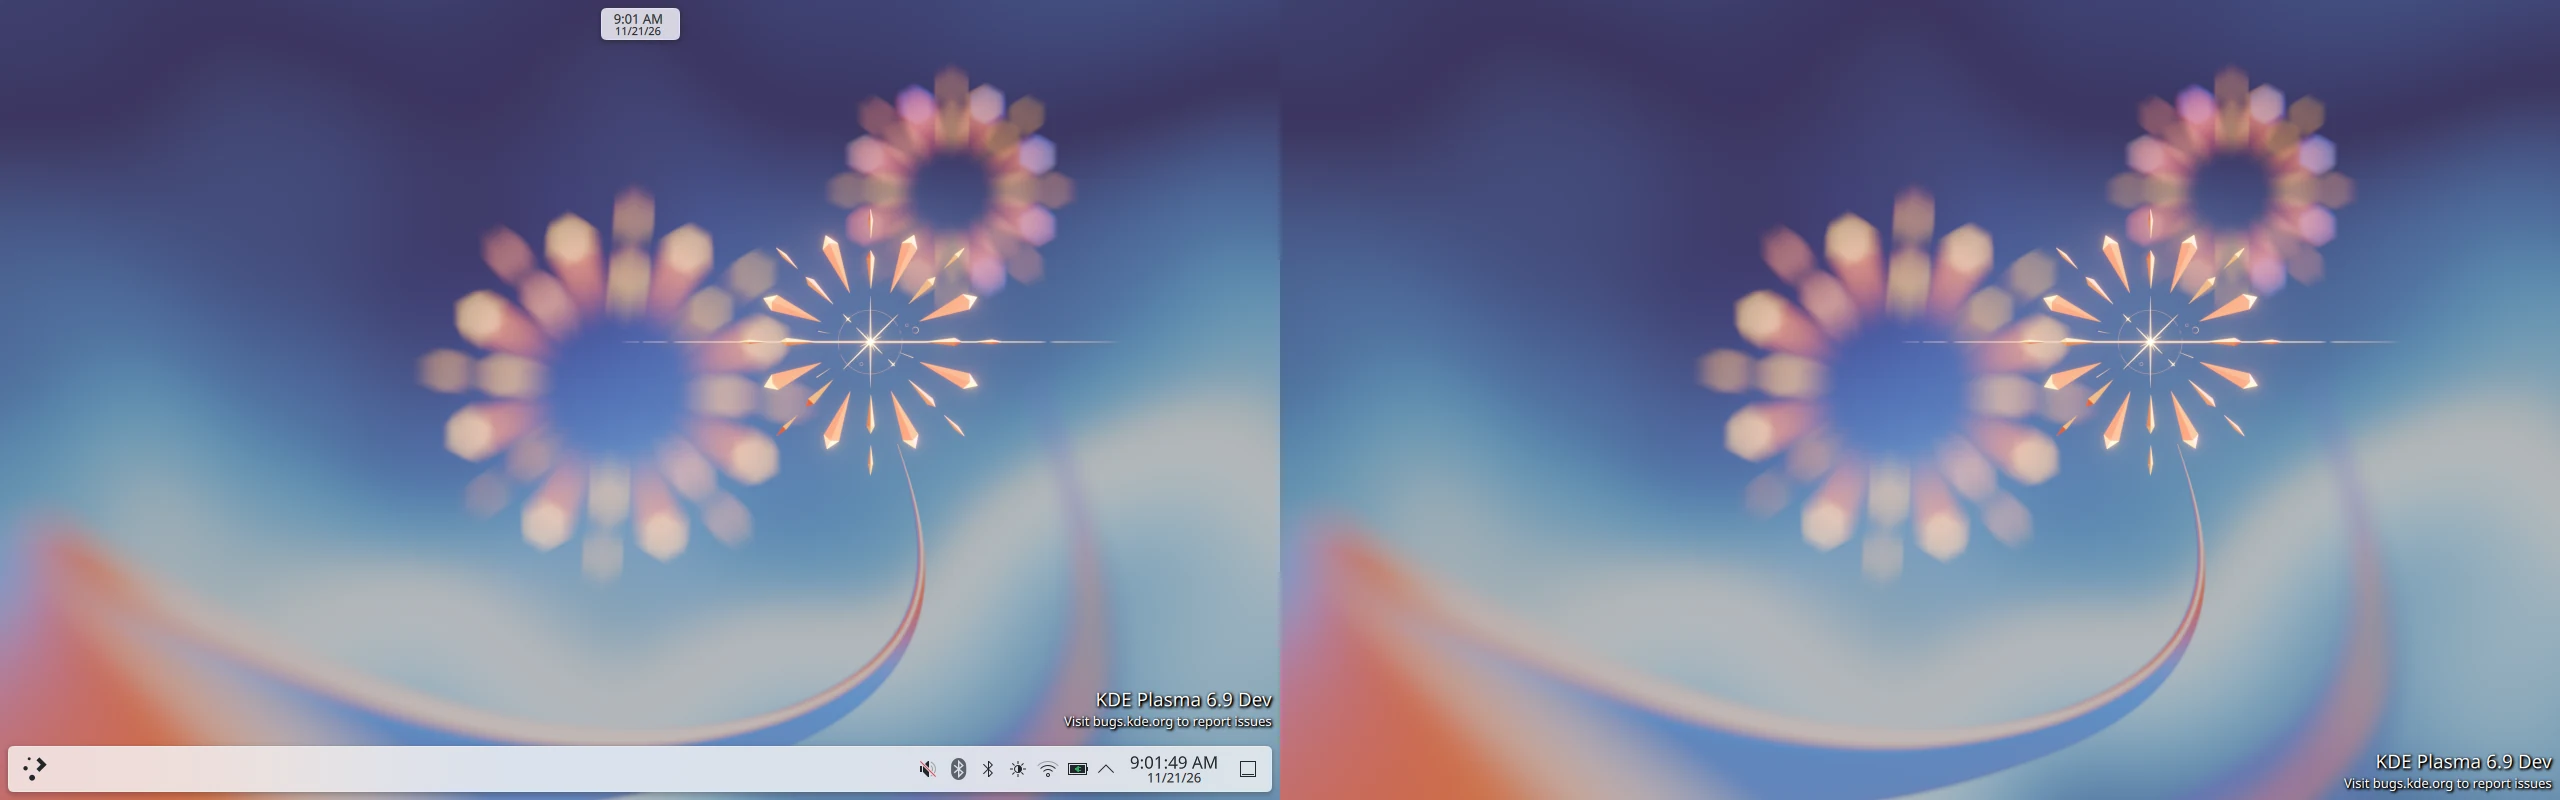 9:01 AM
11/21/26
KDE Plasma 6.9 Dev
Visit bugs.kde.org to report issues
9:01:49 AM
11/21/26
KDE Plasma 6.9 Dev
Visit bugs.kde.org to report issues